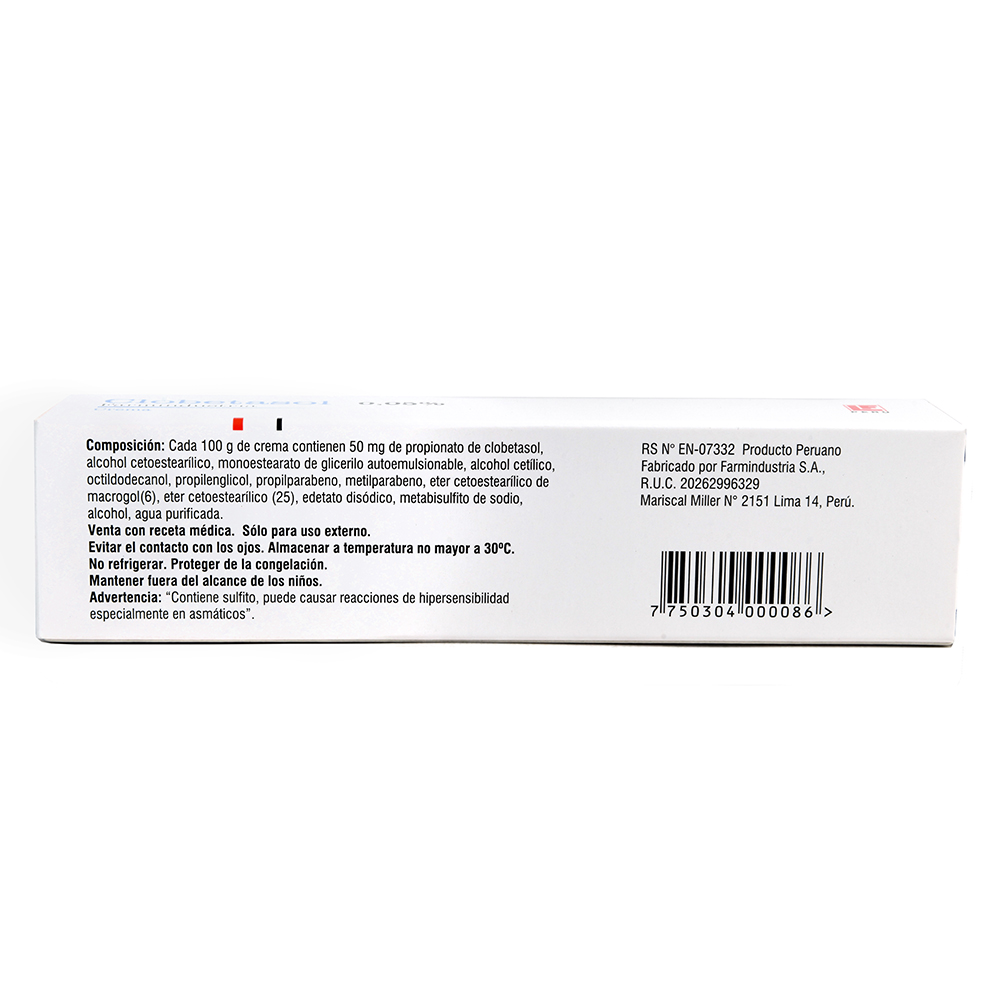 Clobetasol 0,05%
Crema
Composición: Cada 100 g de crema contienen 50 mg de propionato de clobetasol,
alcohol cetoestearílico, monoestearato de glicerilo autoemulsionable, alcohol cetílico,
octildodecanol, propilenglicol, propilparabeno, metilparabeno, eter cetoestearílico de
macrogol(6), eter cetoestearílico (25), edetato disódico, metabisulfito de sodio,
alcohol, agua purificada.
Venta con receta médica. Sólo para uso externo.
Evitar el contacto con los ojos. Almacenar a temperatura no mayor a 30ºC.
No refrigerar. Proteger de la congelación.
Mantener fuera del alcance de los niños.
Advertencia: “Contiene sulfito, puede causar reacciones de hipersensibilidad
especialmente en asmáticos”.
RS N° EN-07332 Producto Peruano
Fabricado por Farmindustria S.A.,
R.U.C. 20262996329
Mariscal Miller N° 2151 Lima 14, Perú.
7 750304 000086 >